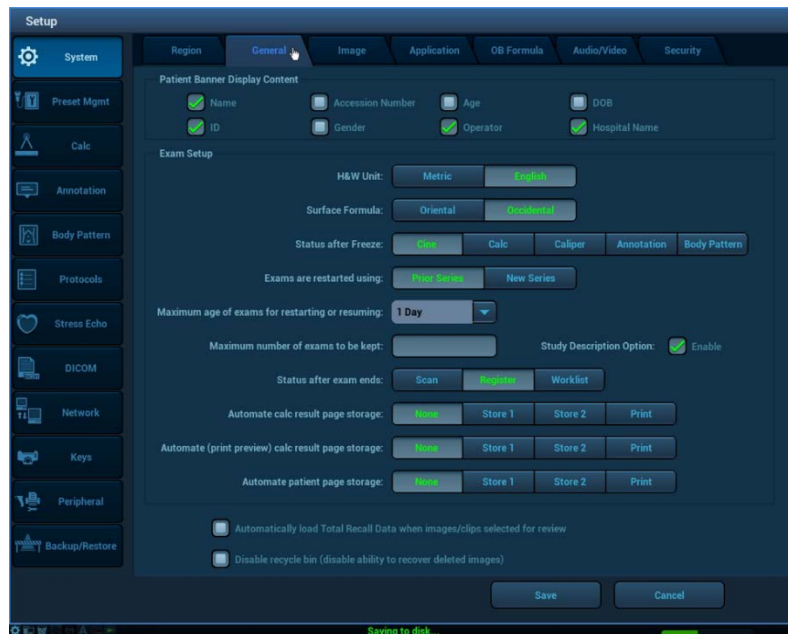 Setup
System
Region General Image Application OB Formula Audio/Video Security
Patient Banner Display Content
Name Accession Number Age DOB
ID Gender Operator Hospital Name
Preset Mgmt
Calc
Annotation
Body Pattern
Protocols
Stress Echo
DICOM
Network
Keys
Peripheral
Backup/Restore
Exam Setup
H&W Unit: Metric English
Surface Formula: Oriental Occidental
Status after Freeze: Cine Calc Caliper Annotation Body Pattern
Exams are restarted using: Prior Series New Series
Maximum age of exams for restarting or resuming: 1 Day
Maximum number of exams to be kept: Study Description Option: Enable
Status after exam ends: Scan Register Worklist
Automate calc result page storage: None Store 1 Store 2 Print
Automate (print preview) calc result page storage: None Store 1 Store 2 Print
Automate patient page storage: None Store 1 Store 2 Print
Automatically load Total Recall Data when images/clips selected for review
Disable recycle bin (disable ability to recover deleted images)
Save Cancel
Saving to disk...